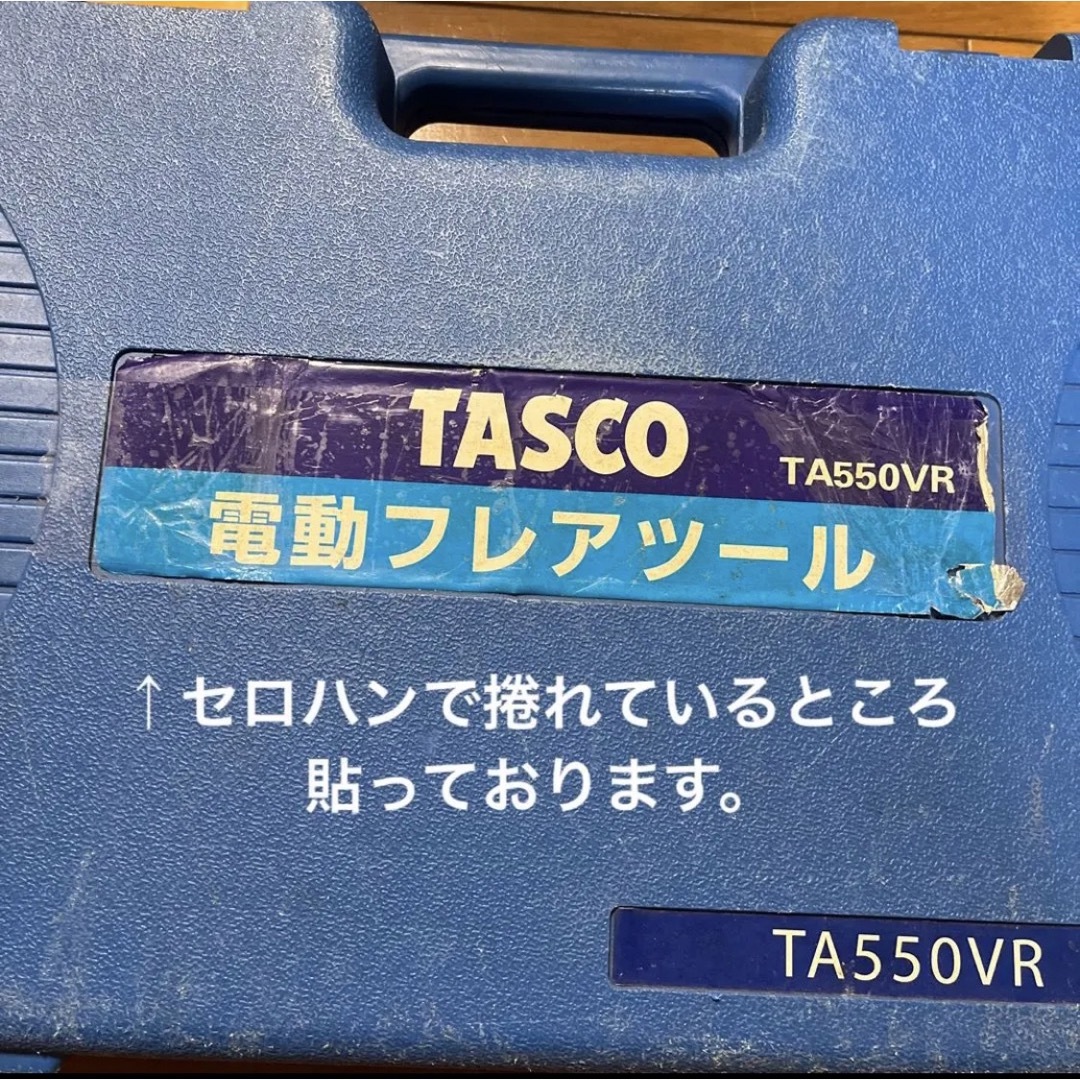 TASCO
TA550VR
電動フレアツール
↑セロハンで捲れているところ
貼っております。
TA550VR